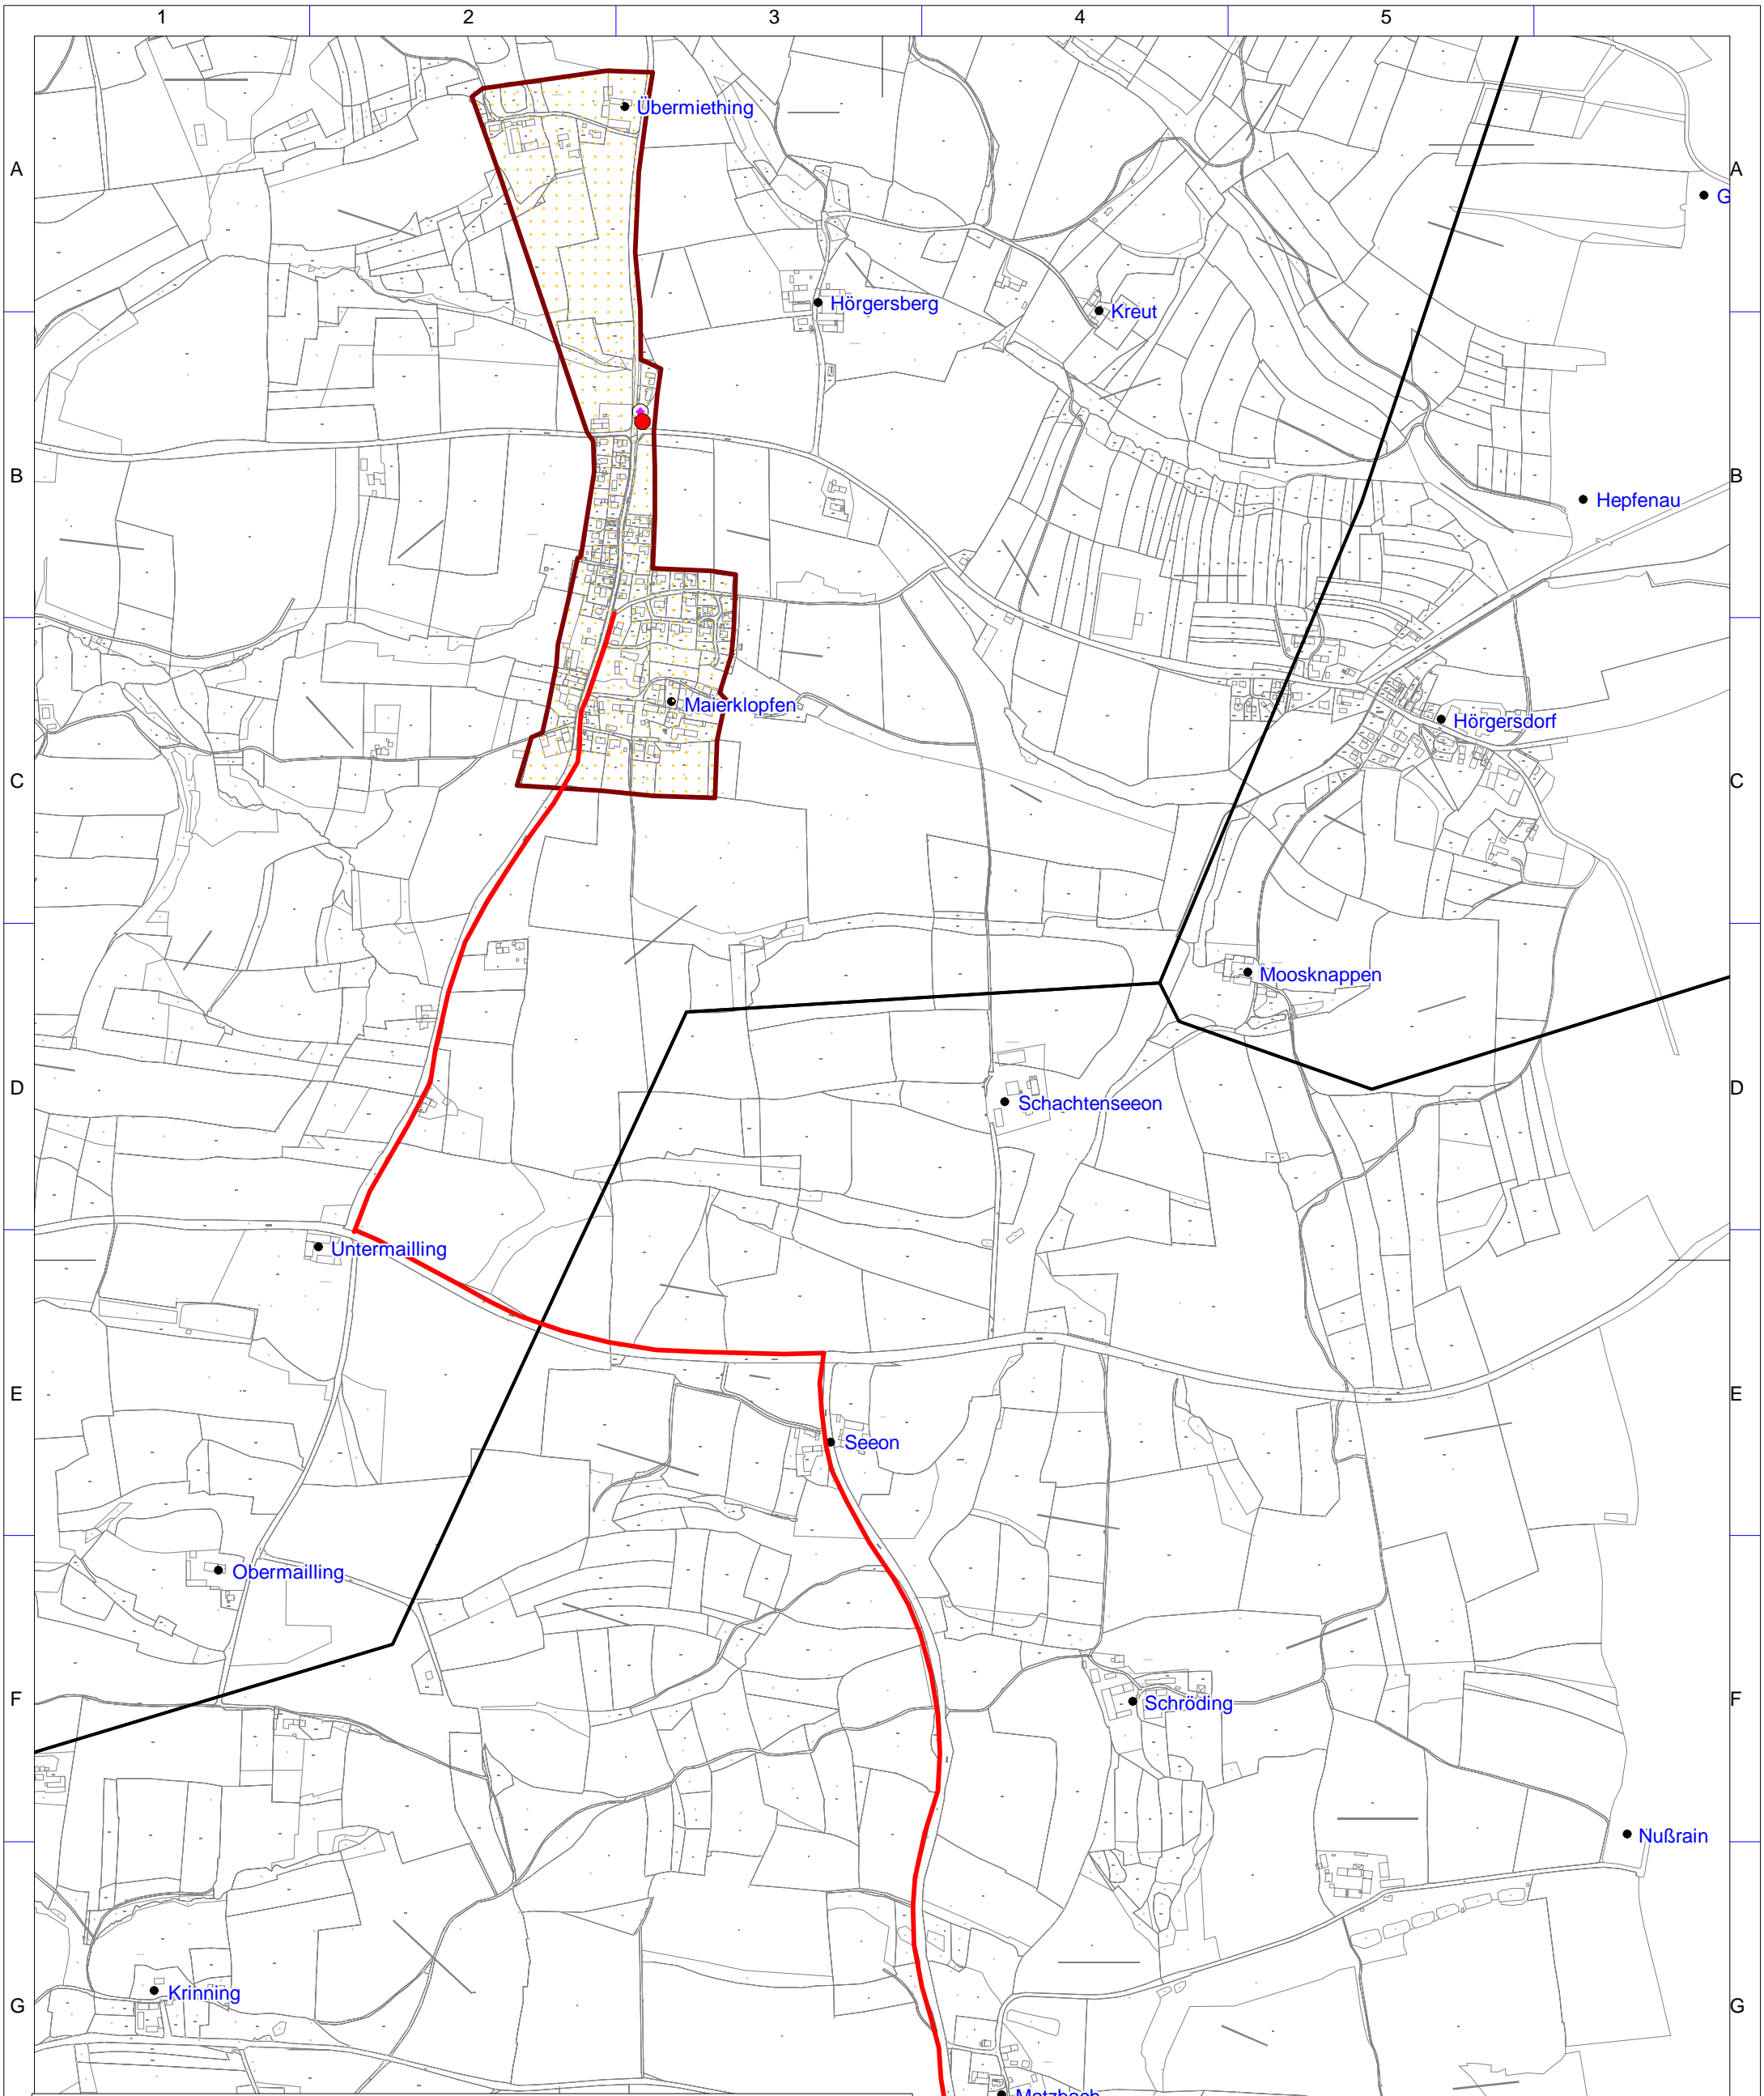 1 2 3 4 5
Übermiething
A A
G
Hörgersberg
Kreut
B B
Hepfenau
Maierklopfen
Hörgersdorf
C C
Moosknappen
D D
Schachtenseeon
Untermailling
E E
Seeon
Obermailling
F F
Schröding
Nußrain
Krinning
G G
Matzbach